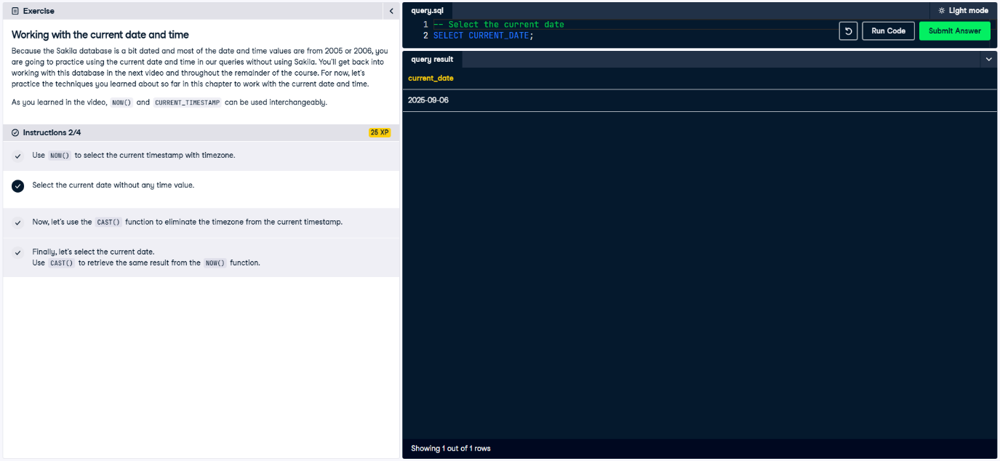 Exercise
Working with the current date and time
Because the Sakila database is a bit dated and most of the date and time values are from 2005 or 2006, you
are going to practice using the current date and time in our queries without using Sakila. You'll get back into
working with this database in the next video and throughout the remainder of the course. For now, let's
practice the techniques you learned about so far in this chapter to work with the current date and time.
As you learned in the video, NOW() and CURRENT_TIMESTAMP can be used interchangeably.
Instructions 2/4
25 XP
Use NOW() to select the current timestamp with timezone.
Select the current date without any time value.
Now, let's use the CAST() function to eliminate the timezone from the current timestamp.
Finally, let's select the current date.
Use CAST() to retrieve the same result from the NOW() function.
query.sql
Light mode
1 -- Select the current date
2 SELECT CURRENT_DATE;
Run Code
Submit Answer
query result
current_date
2025-09-06
Showing 1 out of 1 rows